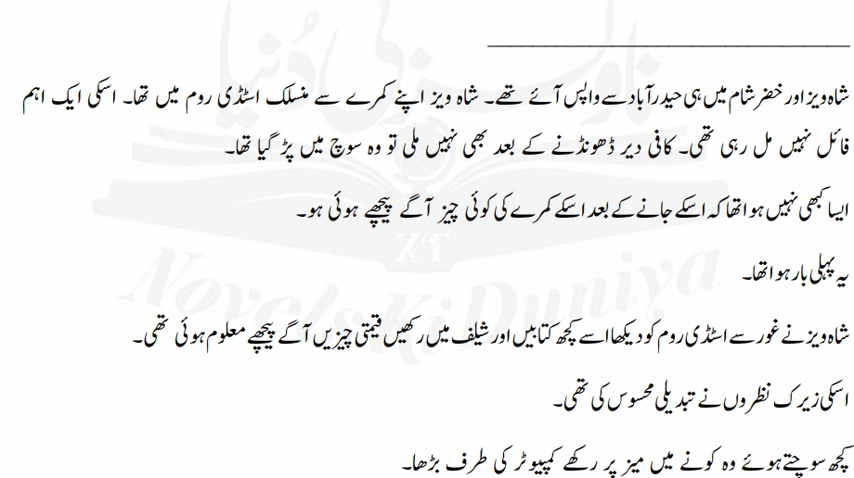 ناولز کی دُنیا
شاہ ویز اور خضر شام میں ہی حیدر آباد سے واپس آئے تھے۔ شاہ ویز اپنے کمرے سے منسلک اسٹڈی روم میں تھا۔ اسکی ایک اہم
فائل نہیں مل رہی تھی۔ کافی دیر ڈھونڈنے کے بعد بھی نہیں ملی تو وہ سوچ میں پڑ گیا تھا۔
ایسا کبھی نہیں ہوا تھا کہ اسکے جانے کے بعد اسکے کمرے کی کوئی چیز آگے پیچھے ہوئی ہو۔
Novels Ki Duniya
یہ پہلی بار ہوا تھا۔
شاہ ویز نے غور سے اسٹڈی روم کو دیکھا اسے کچھ کتابیں اور شیلف میں رکھیں قیمتی چیزیں آگے پیچھے معلوم ہوئی تھی۔
اسکی زیرک نظروں نے تبدیلی محسوس کی تھی۔
کچھ سوچتے ہوئے وہ کونے میں میز پر رکھے کمپیوٹر کی طرف بڑھا۔